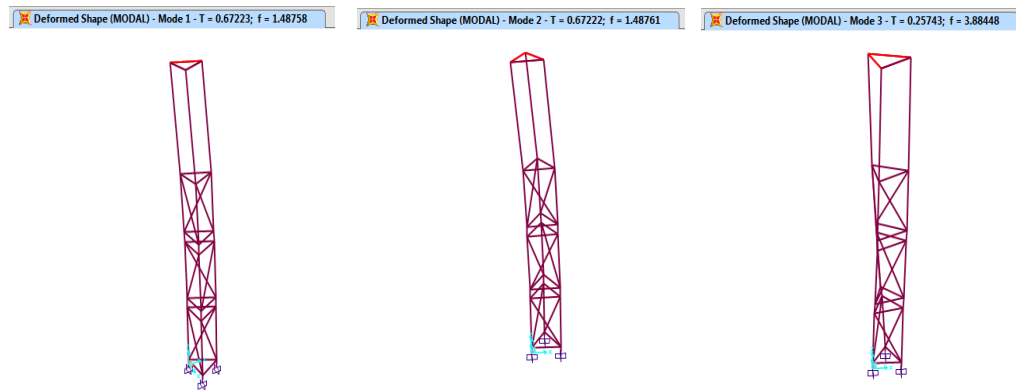 Deformed Shape (MODAL) - Mode 1 - T = 0.67223; f = 1.48758
Deformed Shape (MODAL) - Mode 2 - T = 0.67222; f = 1.48761
Deformed Shape (MODAL) - Mode 3 - T = 0.25743; f = 3.88448